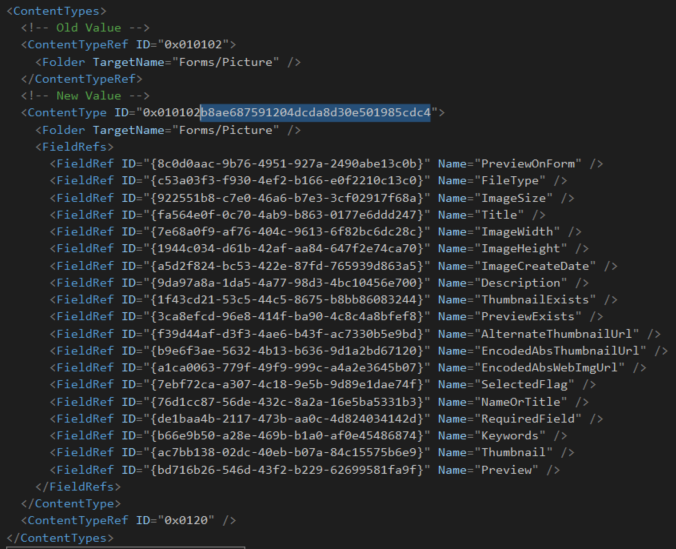 <ContentTypes>
<!-- Old Value -->
<ContentTypeRef ID="0x010102">
<Folder TargetName="Forms/Picture" />
</ContentTypeRef>
<!-- New Value -->
<ContentType ID="0x010102b8ae687591204dcda8d30e501985cdc4">
<Folder TargetName="Forms/Picture" />
<FieldRefs>
<FieldRef ID="{8c0d0aac-9b76-4951-927a-2490abe13c0b}" Name="PreviewOnForm" />
<FieldRef ID="{c53a03f3-f930-4ef2-b166-e0f2210c13c0}" Name="FileType" />
<FieldRef ID="{922551b8-c7e0-46a6-b7e3-3cf02917f68a}" Name="ImageSize" />
<FieldRef ID="{fa564e0f-0c70-4ab9-b863-0177e6ddd247}" Name="Title" />
<FieldRef ID="{7e68a0f9-af76-404c-9613-6f82bc6dc28c}" Name="ImageWidth" />
<FieldRef ID="{1944c034-d61b-42af-aa84-647f2e74ca70}" Name="ImageHeight" />
<FieldRef ID="{a5d2f824-bc53-422e-87fd-765939d863a5}" Name="ImageCreateDate" />
<FieldRef ID="{9da97a8a-1da5-4a77-98d3-4bc10456e700}" Name="Description" />
<FieldRef ID="{1f43cd21-53c5-44c5-8675-b8bb86083244}" Name="ThumbnailExists" />
<FieldRef ID="{3ca8efcd-96e8-414f-ba90-4c8c4a8bfef8}" Name="PreviewExists" />
<FieldRef ID="{f39d44af-d3f3-4ae6-b43f-ac7330b5e9bd}" Name="AlternateThumbnailUrl" />
<FieldRef ID="{b9e6f3ae-5632-4b13-b636-9d1a2bd67120}" Name="EncodedAbsThumbnailUrl" />
<FieldRef ID="{a1ca0063-779f-49f9-999c-a4a2e3645b07}" Name="EncodedAbsWebImgUrl" />
<FieldRef ID="{7ebf72ca-a307-4c18-9e5b-9d89e1dae74f}" Name="SelectedFlag" />
<FieldRef ID="{76d1cc87-56de-432c-8a2a-16e5ba5331b3}" Name="NameOrTitle" />
<FieldRef ID="{de1baa4b-2117-473b-aa0c-4d824034142d}" Name="RequiredField" />
<FieldRef ID="{b66e9b50-a28e-469b-b1a0-af0e45486874}" Name="Keywords" />
<FieldRef ID="{ac7bb138-02dc-40eb-b07a-84c15575b6e9}" Name="Thumbnail" />
<FieldRef ID="{bd716b26-546d-43f2-b229-62699581fa9f}" Name="Preview" />
</FieldRefs>
</ContentType>
<ContentTypeRef ID="0x0120" />
</ContentTypes>